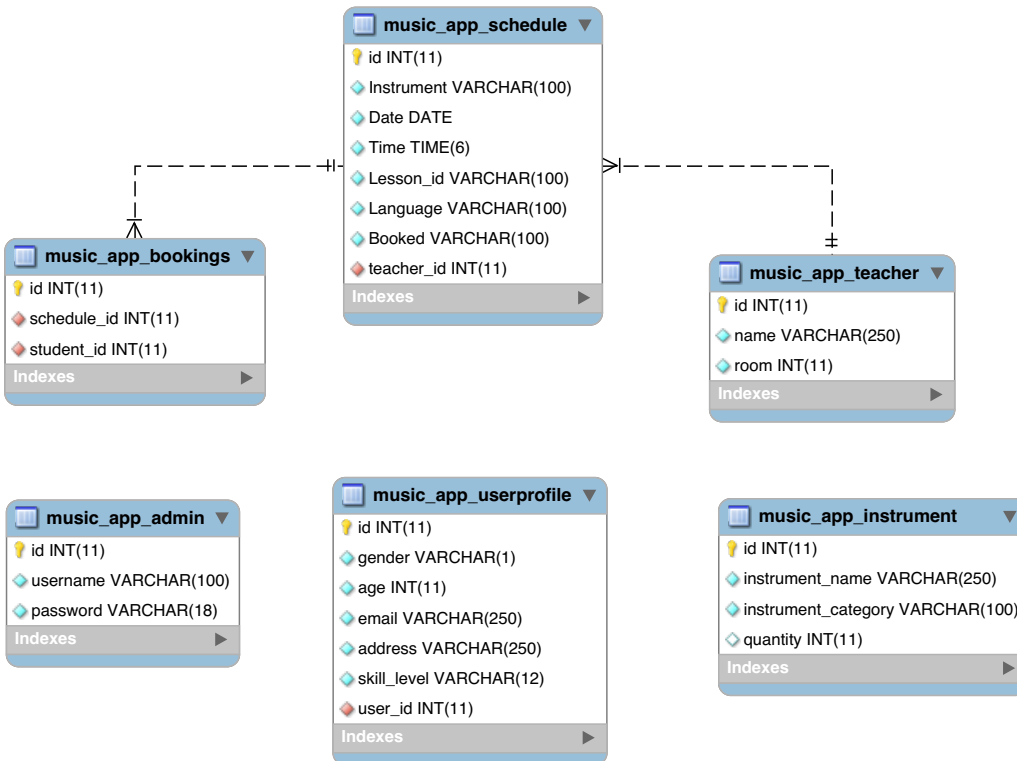 music_app_schedule
id INT(11)
Instrument VARCHAR(100)
Date DATE
Time TIME(6)
Lesson_id VARCHAR(100)
Language VARCHAR(100)
Booked VARCHAR(100)
teacher_id INT(11)
Indexes
music_app_bookings
id INT(11)
schedule_id INT(11)
student_id INT(11)
Indexes
music_app_teacher
id INT(11)
name VARCHAR(250)
room INT(11)
Indexes
music_app_admin
id INT(11)
username VARCHAR(100)
password VARCHAR(18)
Indexes
music_app_userprofile
id INT(11)
gender VARCHAR(1)
age INT(11)
email VARCHAR(250)
address VARCHAR(250)
skill_level VARCHAR(12)
user_id INT(11)
Indexes
music_app_instrument
id INT(11)
instrument_name VARCHAR(250)
instrument_category VARCHAR(100)
quantity INT(11)
Indexes